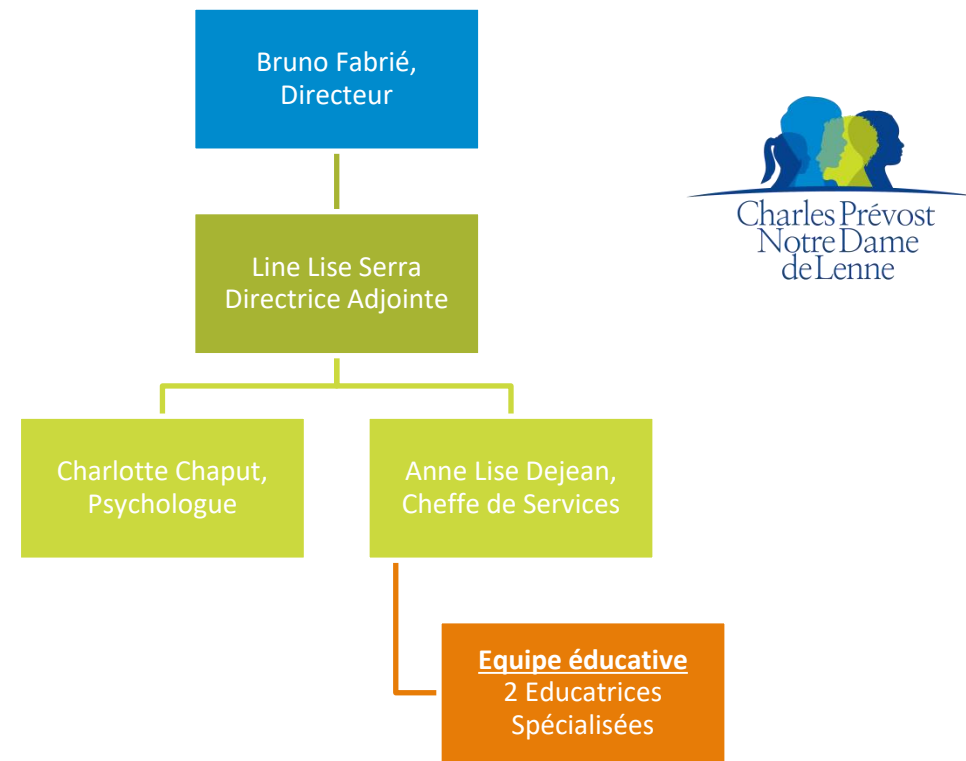 Bruno Fabrié,
Directeur
Charles Prévost
Notre Dame
de Lenne
Line Lise Serra
Directrice Adjointe
Charlotte Chaput,
Psychologue
Anne Lise Dejean,
Cheffe de Services
Equipe éducative
2 Educatrices
Spécialisées